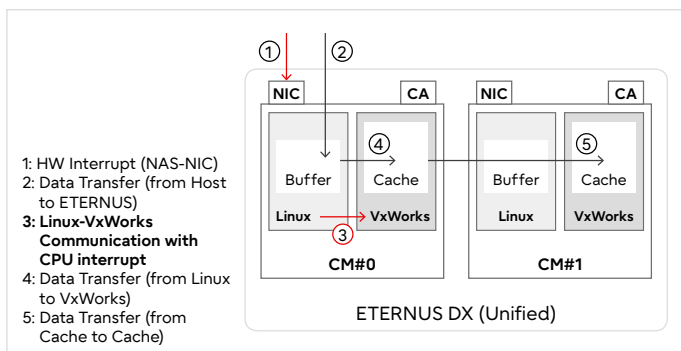 ① ②
NIC CA NIC CA
④ ⑤
1: HW Interrupt (NAS-NIC)
2: Data Transfer (from Host
to ETERNUS)
3: Linux-VxWorks
Communication with
CPU interrupt
4: Data Transfer (from Linux
to VxWorks)
5: Data Transfer (from
Cache to Cache)
Buffer Cache Buffer Cache
Linux VxWorks Linux VxWorks
③
CM#0 CM#1
ETERNUS DX (Unified)